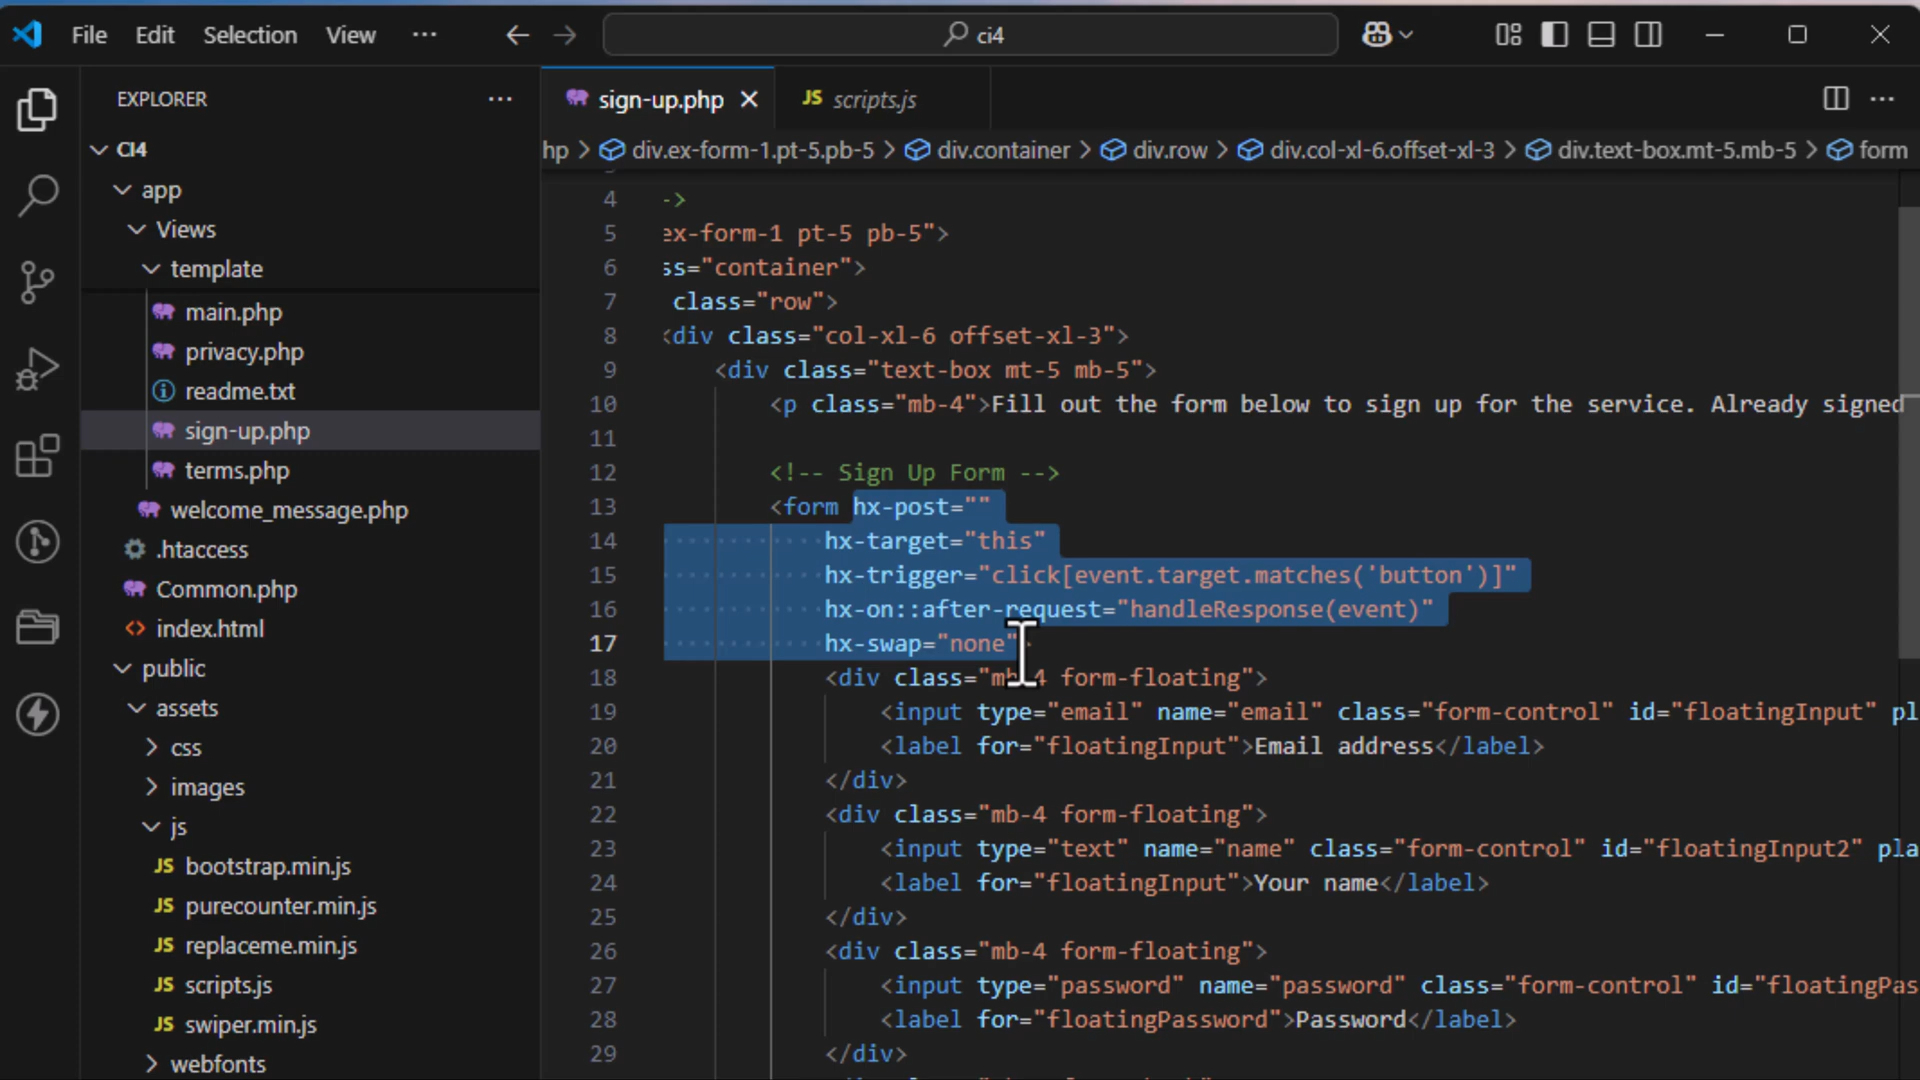 File Edit Selection View ··· ci4
EXPLORER ···
CI4
app
Views
template
main.php
privacy.php
readme.txt
sign-up.php
terms.php
welcome_message.php
.htaccess
Common.php
index.html
public
assets
css
images
js
JS bootstrap.min.js
JS purecounter.min.js
JS replaceme.min.js
JS scripts.js
JS swiper.min.js
webfonts
sign-up.php JS scripts.js
hp > div.ex-form-1.pt-5.pb-5 > div.container > div.row > div.col-xl-6.offset-xl-3 > div.text-box.mt-5.mb-5 > form
4 ->
5 ex-form-1 pt-5 pb-5">
6 ss="container">
7 class="row">
8 <div class="col-xl-6 offset-xl-3">
9 <div class="text-box mt-5 mb-5">
10 <p class="mb-4">Fill out the form below to sign up for the service. Already signed
11
12 <!-- Sign Up Form -->
13 <form hx-post=""
14 hx-target="this"
15 hx-trigger="click[event.target.matches('button')]"
16 hx-on::after-request="handleResponse(event)"
17 hx-swap="none"
18 <div class="mb-4 form-floating">
19 <input type="email" name="email" class="form-control" id="floatingInput" pl
20 <label for="floatingInput">Email address</label>
21 </div>
22 <div class="mb-4 form-floating">
23 <input type="text" name="name" class="form-control" id="floatingInput2" pla
24 <label for="floatingInput">Your name</label>
25 </div>
26 <div class="mb-4 form-floating">
27 <input type="password" name="password" class="form-control" id="floatingPas
28 <label for="floatingPassword">Password</label>
29 </div>